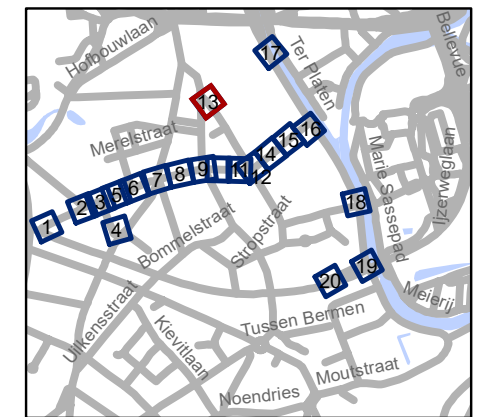 Hofbouwlaan
17
Ter Platen
Bellevue
13
Merelstraat
16
15
14
12
11
9
8
7
6
5
3
2
1
4
Marie Sassepad
Ijzerweglaan
18
Bommelstraat
Stropstraat
19
20
Meierij
Uilkensstraat
Tussen Bermen
Kievitlaan
Moutstraat
Noendries